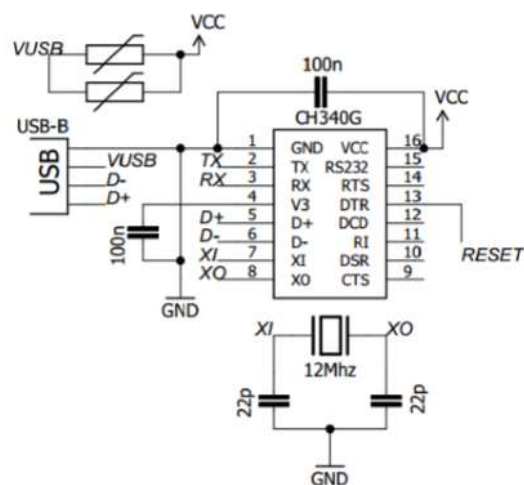 VUSB
VCC
100n
CH340G
VCC
USB-B
USB
VUSB
D-
D+
1 GND VCC 16
TX 2 TX RS232 15
RX 3 RX RTS 14
4 V3 DTR 13
D+ 5 D+ DCD 12
D- 6 D- RI 11
XI 7 XI DSR 10
XO 8 XO CTS 9
100n
RESET
GND
XI XO
12Mhz
22p 22p
GND